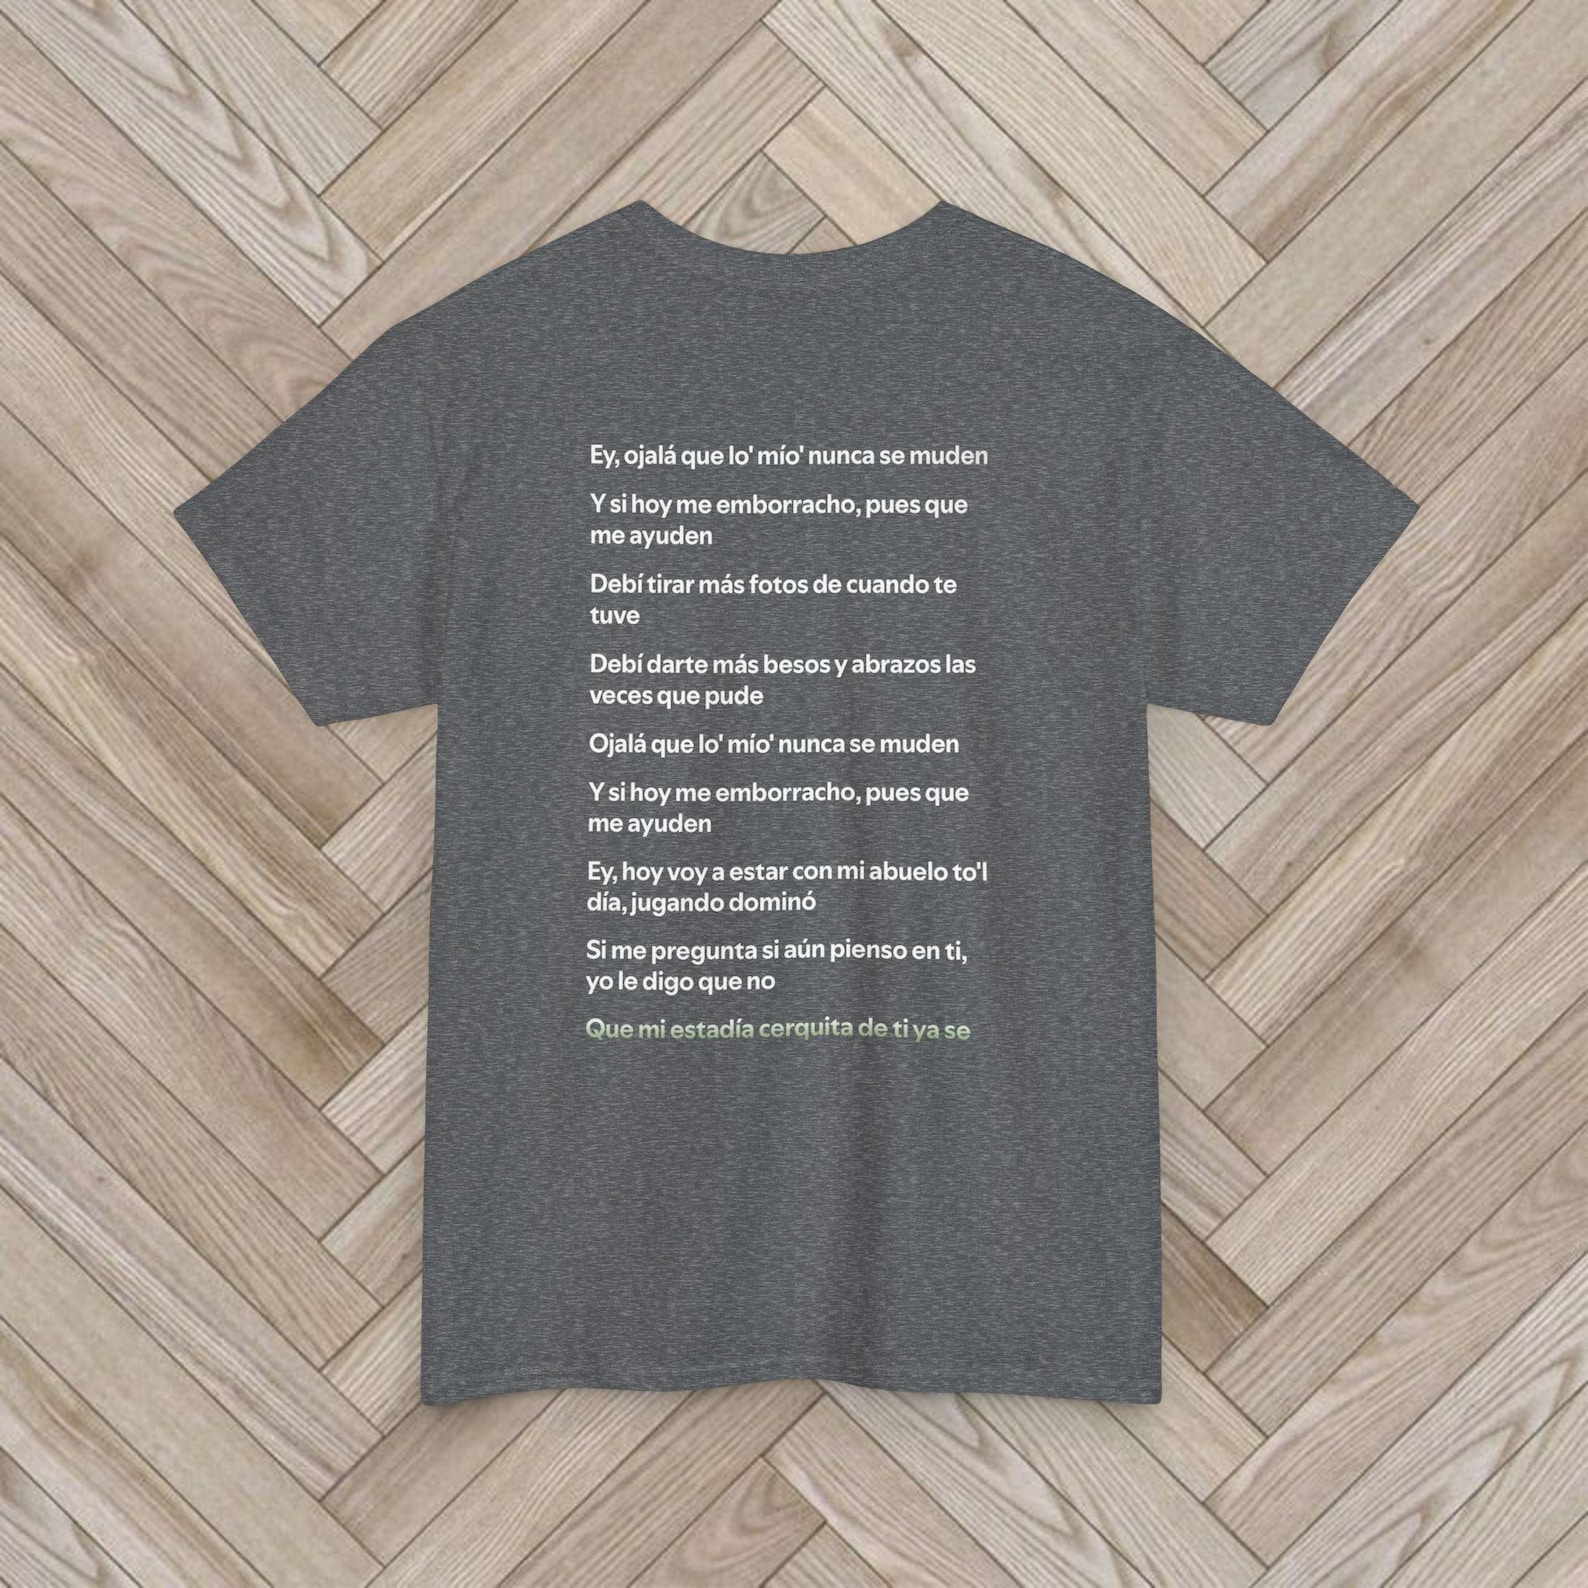 Ey, ojalá que lo' mío' nunca se muden
Y si hoy me emborracho, pues que
me ayuden
Debí tirar más fotos de cuando te
tuve
Debí darte más besos y abrazos las
veces que pude
Ojalá que lo' mío' nunca se muden
Y si hoy me emborracho, pues que
me ayuden
Ey, hoy voy a estar con mi abuelo to'l
día, jugando dominó
Si me pregunta si aún pienso en ti,
yo le digo que no
Que mi estadía cerquita de ti ya se